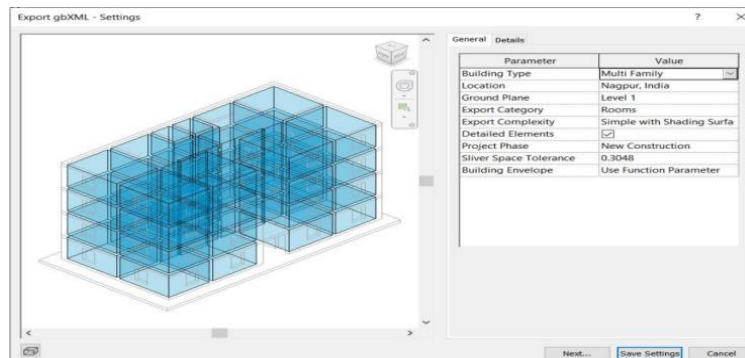 Export gbXML - Settings
? ×
General Details
Parameter Value
Building Type Multi Family
Location Nagpur, India
Ground Plane Level 1
Export Category Rooms
Export Complexity Simple with Shading Surfa
Detailed Elements
Project Phase New Construction
Sliver Space Tolerance 0.3048
Building Envelope Use Function Parameter
Next... Save Settings Cancel